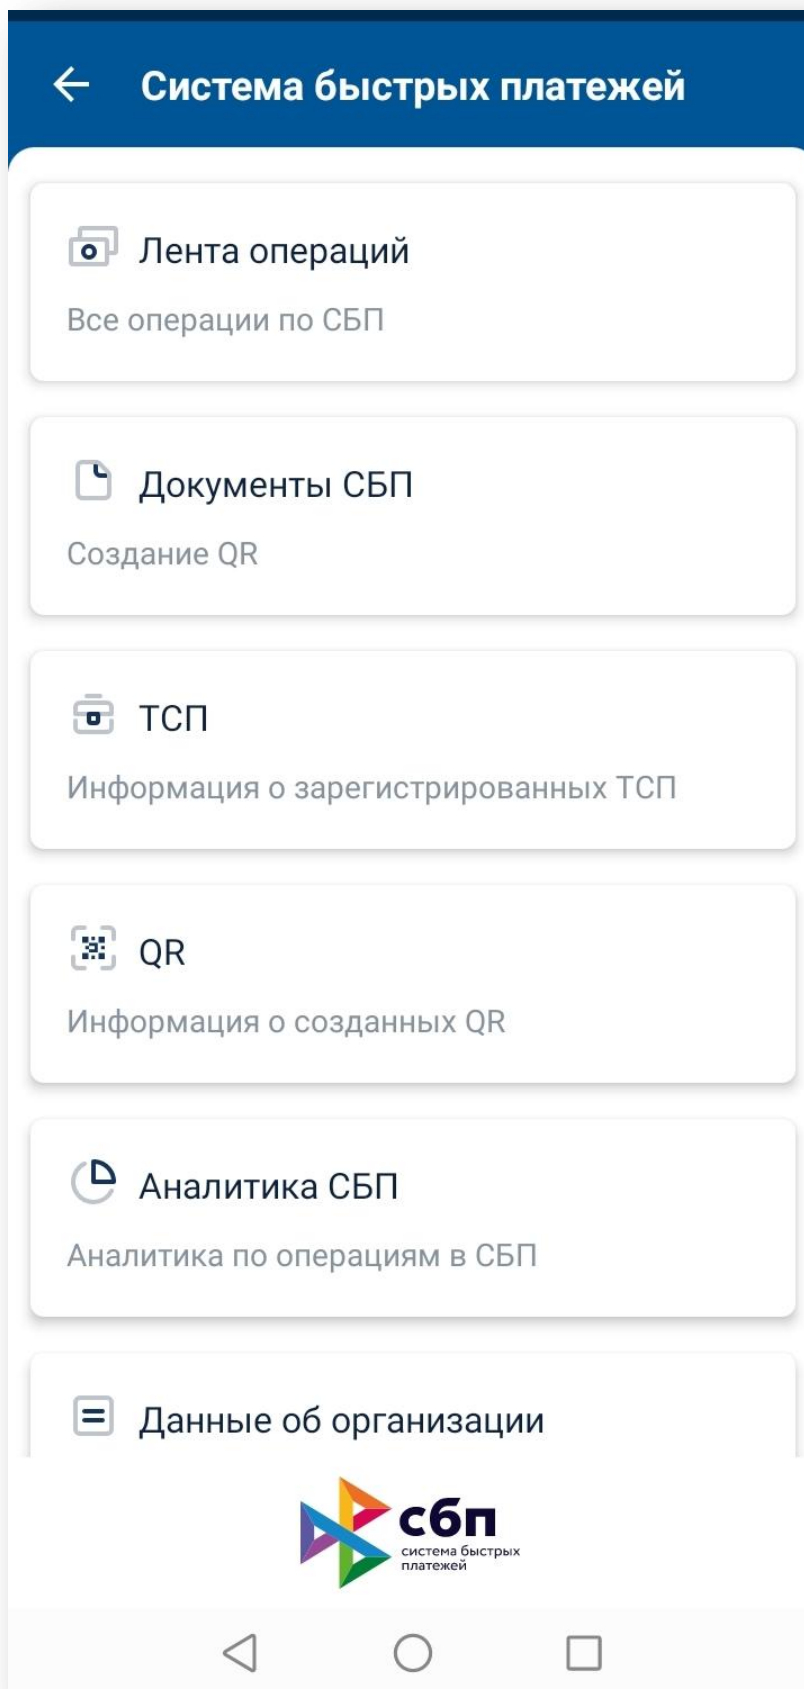 Система быстрых платежей
Лента операций
Все операции по СБП
Документы СБП
Создание QR
ТСП
Информация о зарегистрированных ТСП
QR
Информация о созданных QR
Аналитика СБП
Аналитика по операциям в СБП
Данные об организации
сбп
система быстрых
платежей